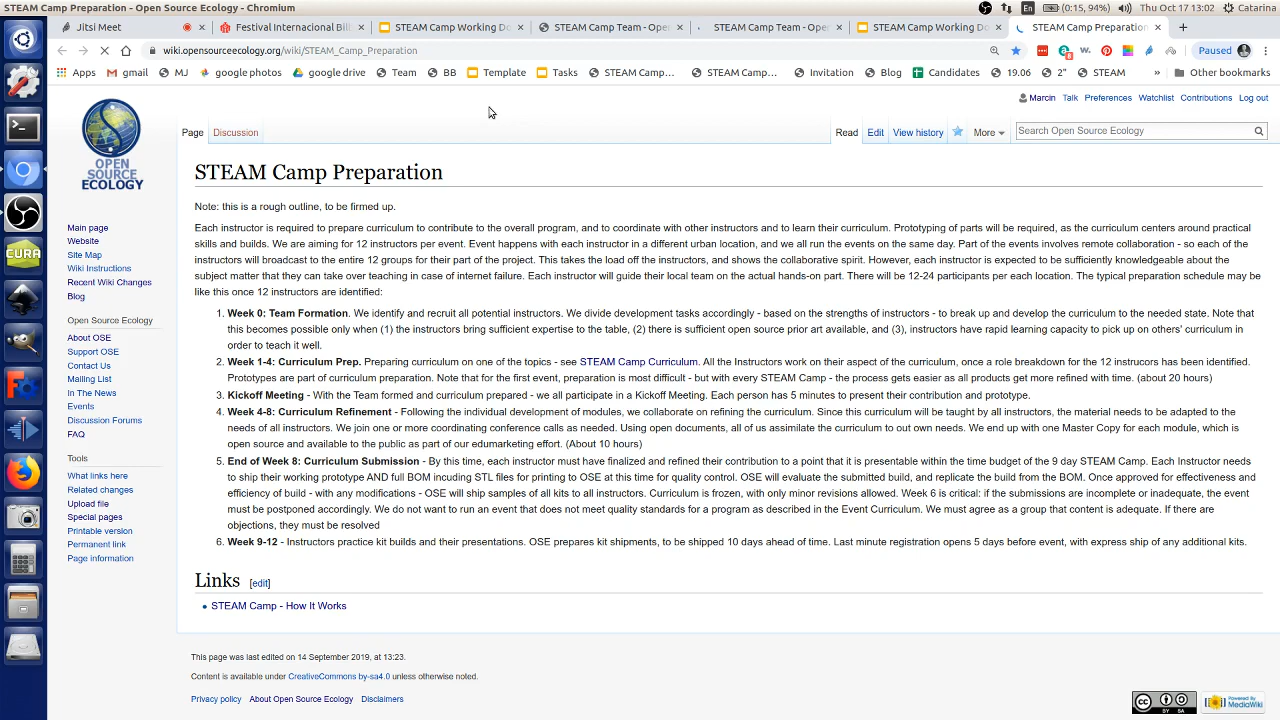 STEAM Camp Preparation - Open Source Ecology - Chromium
En (0:15, 94%) Thu Oct 17 13:02 Catarina
Jitsi Meet
Festival Internacional Bill
STEAM Camp Working Do
STEAM Camp Team - Ope
STEAM Camp Team - Open
STEAM Camp Working Do
STEAM Camp Preparation
wiki.opensourceecology.org/wiki/STEAM_Camp_Preparation
Paused
Apps gmail MJ google photos google drive Team BB Template Tasks STEAM Camp... STEAM Camp... Invitation Blog Candidates 19.06 2" STEAM » Other bookmarks
Marcin Talk Preferences Watchlist Contributions Log out
Page Discussion Read Edit View history More Search Open Source Ecology
OPEN
SOURCE
ECOLOGY
CURA
Main page
Website
Site Map
Wiki Instructions
Recent Wiki Changes
Blog
Open Source Ecology
About OSE
Support OSE
Contact Us
Mailing List
In The News
Events
Discussion Forums
FAQ
Tools
What links here
Related changes
Upload file
Special pages
Printable version
Permanent link
Page information
STEAM Camp Preparation
Note: this is a rough outline, to be firmed up.
Each instructor is required to prepare curriculum to contribute to the overall program, and to coordinate with other instructors and to learn their curriculum. Prototyping of parts will be required, as the curriculum centers around practical
skills and builds. We are aiming for 12 instructors per event. Event happens with each instructor in a different urban location, and we all run the events on the same day. Part of the events involves remote collaboration - so each of the
instructors will broadcast to the entire 12 groups for their part of the project. This takes the load off the instructors and shows the collaborative spirit. However, each instructor is expected to be sufficiently knowledgeable about the
subject matter that they can take over teaching in case of internet failure. Each instructor will guide their local team on the actual hands-on part. There will be 12-24 participants per each location. The typical preparation schedule may be
like this once 12 instructors are identified:
1. Week 0: Team Formation. We identify and recruit all potential instructors. We divide development tasks accordingly - based on the strengths of instructors - to break up and develop the curriculum to the needed state. Note that
this becomes possible only when (1) the instructors bring sufficient expertise to the table, (2) there is sufficient open source prior art available, and (3), instructors have rapid learning capacity to pick up on others' curriculum in
order to teach it well.
2. Week 1-4: Curriculum Prep. Preparing curriculum on one of the topics - see STEAM Camp Curriculum. All the Instructors work on their aspect of the curriculum, once a role breakdown for the 12 instrucors has been identified.
Prototypes are part of curriculum preparation. Note that for the first event, preparation is most difficult - but with every STEAM Camp - the process gets easier as all products get more refined with time. (about 20 hours)
3. Kickoff Meeting - With the Team formed and curriculum prepared - we all participate in a Kickoff Meeting. Each person has 5 minutes to present their contribution and prototype.
4. Week 4-8: Curriculum Refinement - Following the individual development of modules, we collaborate on refining the curriculum. Since this curriculum will be taught by all instructors, the material needs to be adapted to the
needs of all instructors. We join one or more coordinating conference calls as needed. Using open documents, all of us assimilate the curriculum to out own needs. We end up with one Master Copy for each module, which is
open source and available to the public as part of our edumarketing effort. (About 10 hours)
5. End of Week 8: Curriculum Submission - By this time, each instructor must have finalized and refined their contribution to a point that it is presentable within the time budget of the 9 day STEAM Camp. Each Instructor needs
to ship their working prototype AND full BOM incuding STL files for printing to OSE at this time for quality control. OSE will evaluate the submitted build, and replicate the build from the BOM. Once approved for effectiveness and
efficiency of build - with any modifications - OSE will ship samples of all kits to all instructors. Curriculum is frozen, with only minor revisions allowed. Week 6 is critical: if the submissions are incomplete or inadequate, the event
must be postponed accordingly. We do not want to run an event that does not meet quality standards for a program as described in the Event Curriculum. We must agree as a group that content is adequate. If there are
objections, they must be resolved
6. Week 9-12 - Instructors practice kit builds and their presentations. OSE prepares kit shipments, to be shipped 10 days ahead of time. Last minute registration opens 5 days before event, with express ship of any additional kits.
Links [edit]
STEAM Camp - How It Works
This page was last edited on 14 September 2019, at 13:23.
Content is available under CreativeCommons by-sa4.0 unless otherwise noted.
Privacy policy About Open Source Ecology Disclaimers
CC BY SA
Powered By
MediaWiki